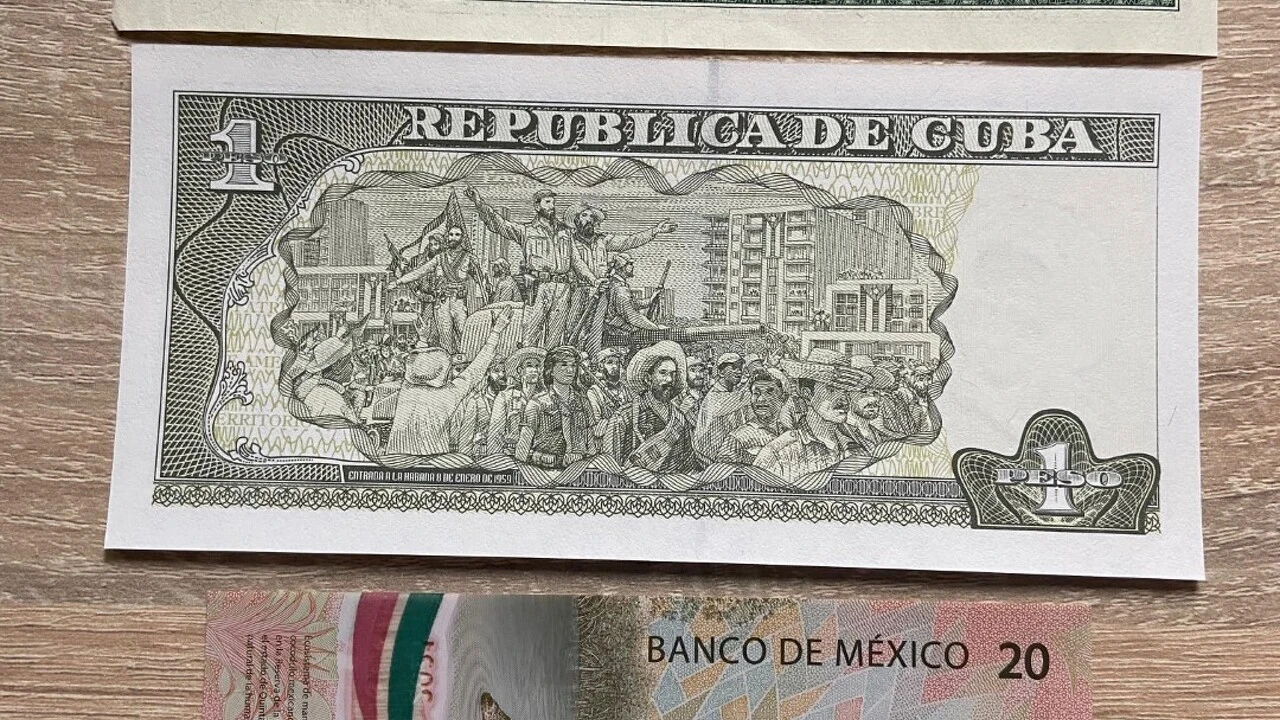 REPUBLICA DE CUBA
1
PESO
ENTRADA A LA HABANA 8 DE ENERO DE 1959
1
PESO
BANCO DE MÉXICO 20